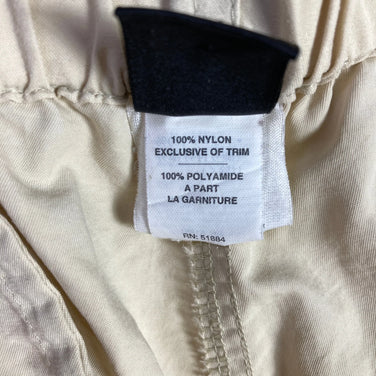 100% NYLON
EXCLUSIVE OF TRIM
100% POLYAMIDE
A PART
LA GARNITURE
RN: 51884